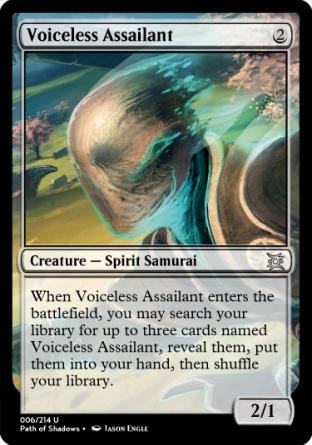 Voiceless Assailant 2
Creature — Spirit Samurai
When Voiceless Assailant enters the
battlefield, you may search your
library for up to three cards named
Voiceless Assailant, reveal them, put
them into your hand, then shuffle
your library.
2/1
006/214 U
Path of Shadows • Jason Engle